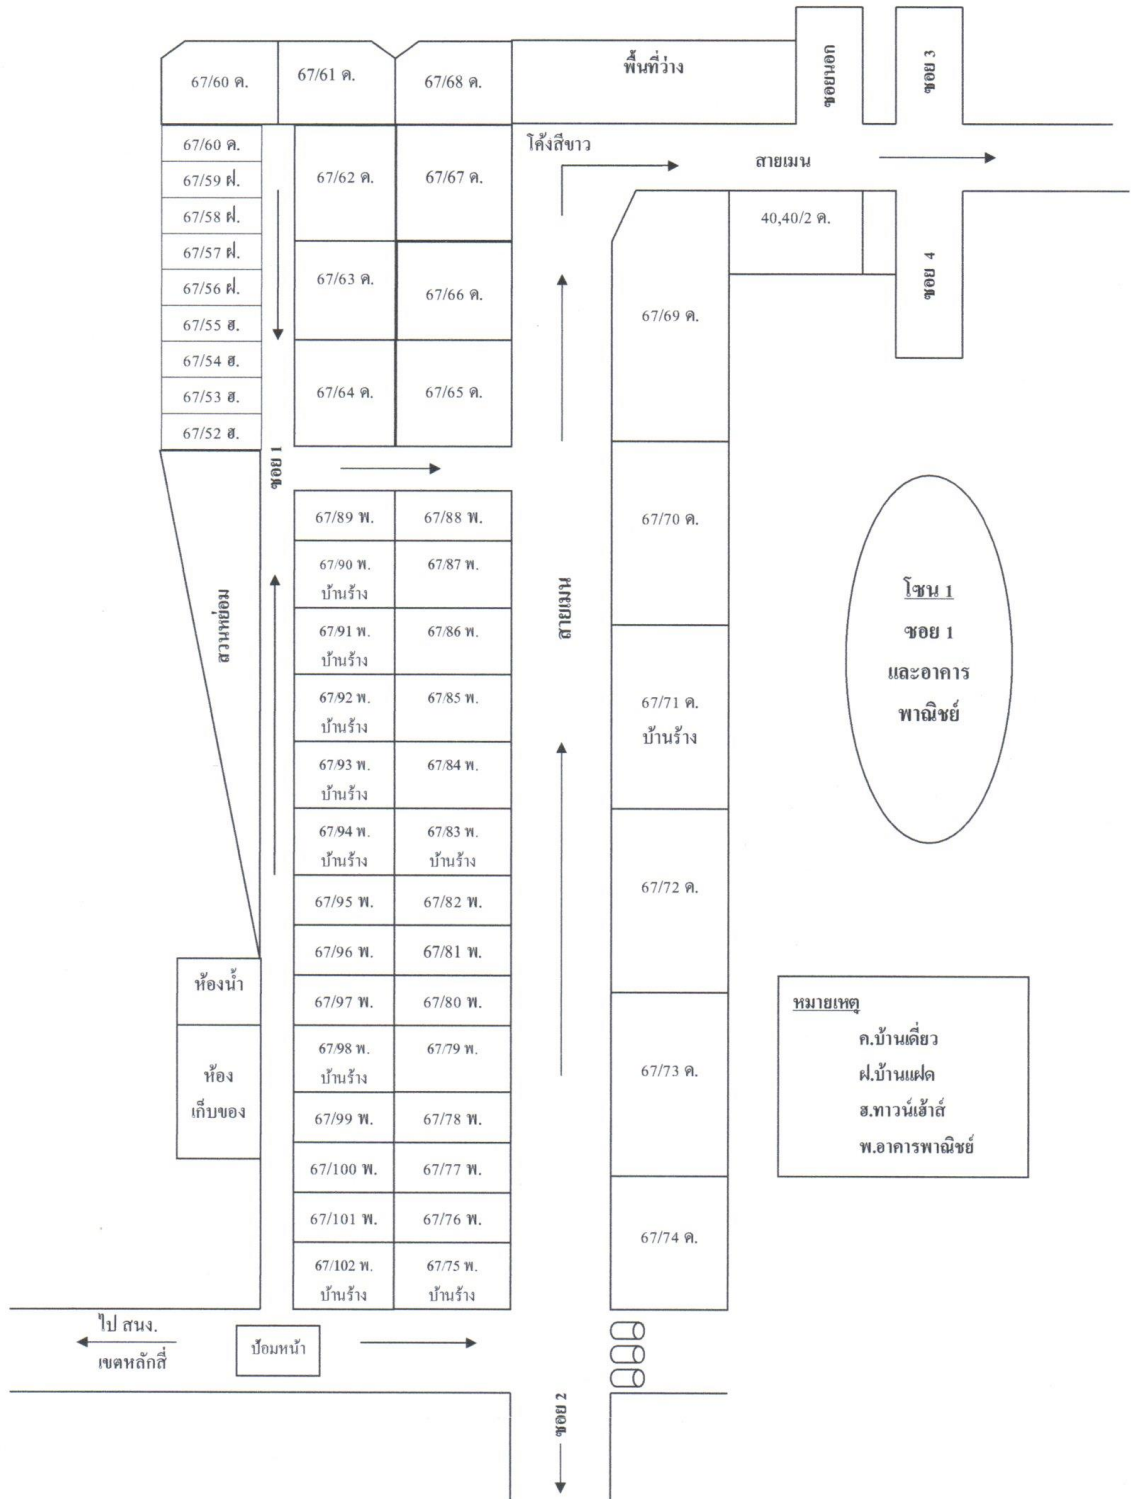 67/60 ค.
67/61 ค.
67/68 ค.
พื้นที่ว่าง
ซอยนอก
ซอย 3
67/60 ค.
67/59 ฝ.
67/58 ฝ.
67/57 ฝ.
67/56 ฝ.
67/55 ฮ.
67/54 ฮ.
67/53 ฮ.
67/52 ฮ.
67/62 ค.
67/67 ค.
67/63 ค.
67/66 ค.
67/64 ค.
67/65 ค.
โค้งสีขาว
สายเมน
40,40/2 ค.
ซอย 4
ซอย 1
สวนหย่อม
67/89 พ.
67/88 พ.
67/90 พ.
บ้านร้าง
67/87 พ.
67/91 พ.
บ้านร้าง
67/86 พ.
67/92 พ.
บ้านร้าง
67/85 พ.
67/93 พ.
บ้านร้าง
67/84 พ.
67/94 พ.
บ้านร้าง
67/83 พ.
บ้านร้าง
67/95 พ.
67/82 พ.
67/96 พ.
67/81 พ.
67/97 พ.
67/80 พ.
67/98 พ.
บ้านร้าง
67/79 พ.
67/99 พ.
67/78 พ.
67/100 พ.
67/77 พ.
67/101 พ.
67/76 พ.
67/102 พ.
บ้านร้าง
67/75 พ.
บ้านร้าง
สายเมน
67/69 ค.
67/70 ค.
67/71 ค.
บ้านร้าง
67/72 ค.
67/73 ค.
67/74 ค.
โซน 1
ซอย 1
และอาคาร
พาณิชย์
ห้องน้ำ
ห้อง
เก็บของ
หมายเหตุ
ค.บ้านเดี่ยว
ฝ.บ้านแฝด
ฮ.ทาวน์เฮ้าส์
พ.อาคารพาณิชย์
ไป สนง.
เขตหลักสี่
ป้อมหน้า
ซอย 2